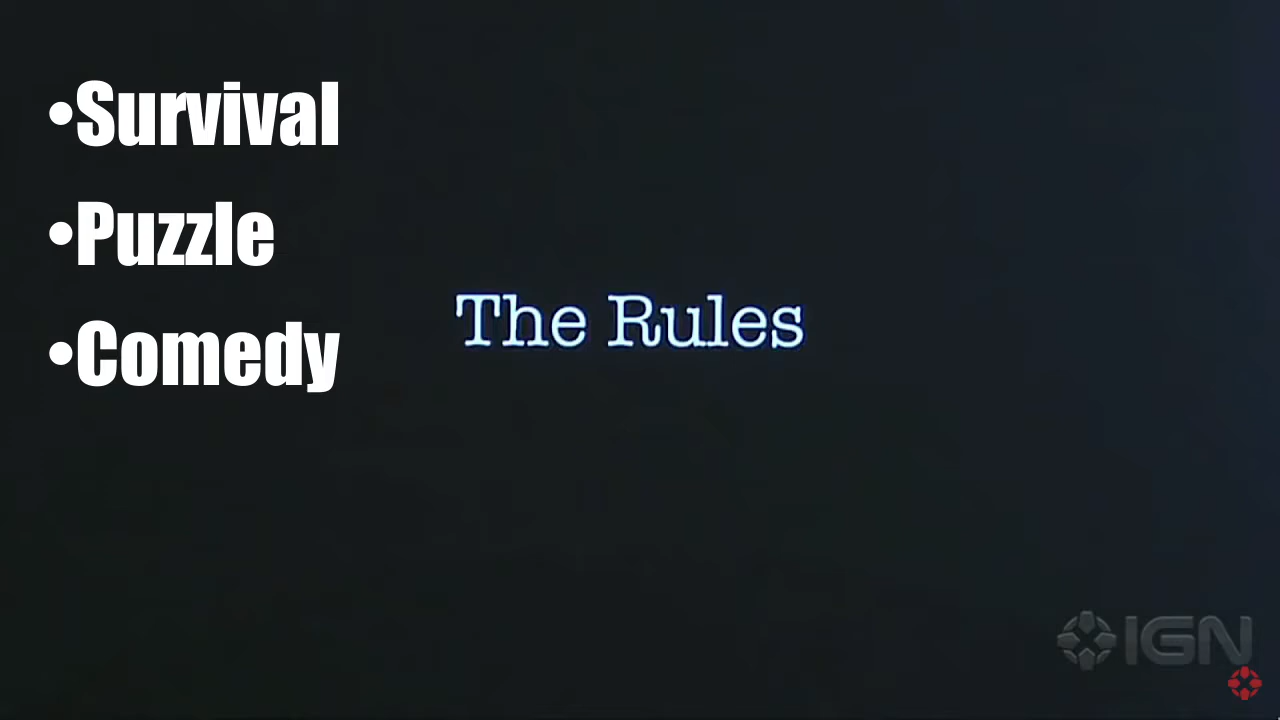 •Survival
•Puzzle
•Comedy
The Rules
IGN